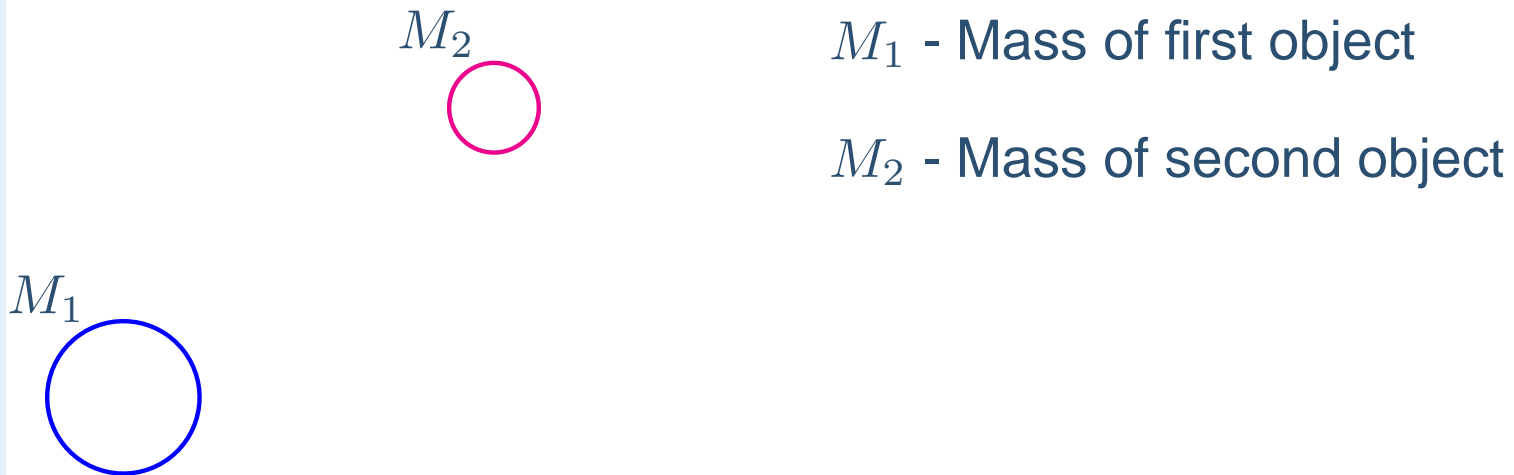 M₂
M₁ - Mass of first object
M₂ - Mass of second object
M₁